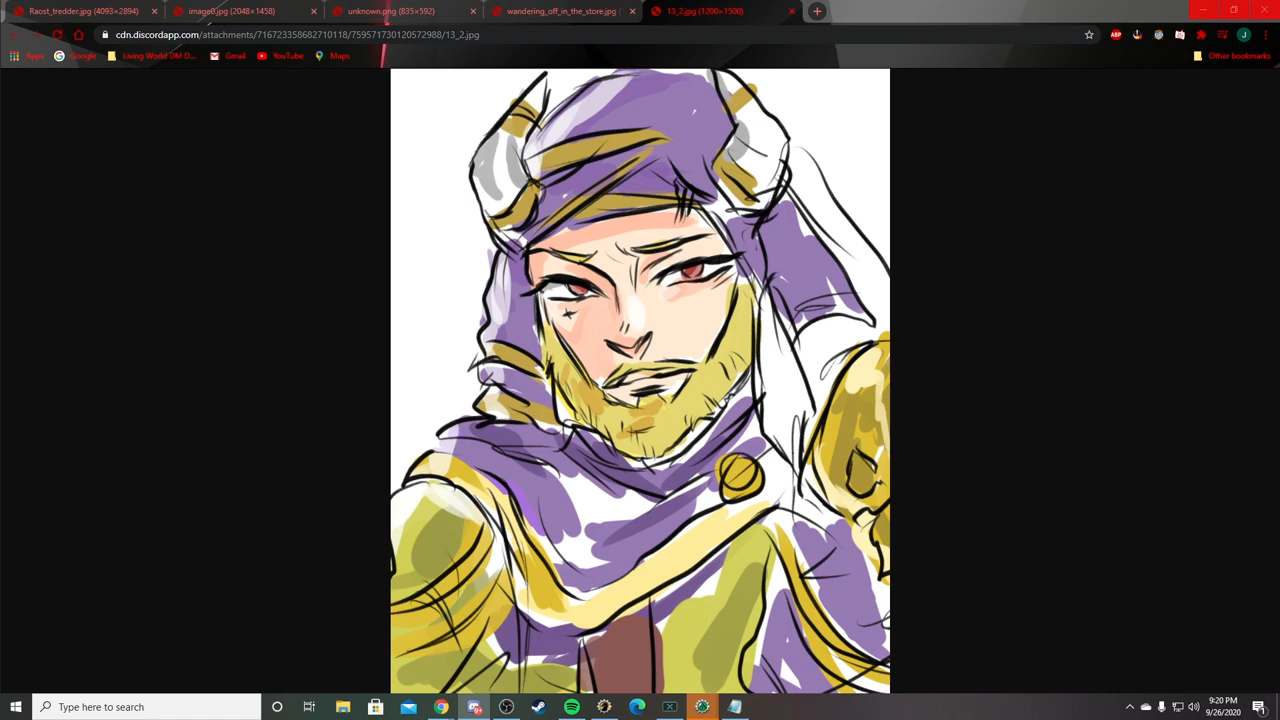 Raost_tredder.jpg (4093×2894)
image0.jpg (2048×1458)
unknown.png (835×592)
wandering_off_in_the_store.jpg (
13_2.jpg (1200×1500)
cdn.discordapp.com/attachments/716723358682710118/759571730120572988/13_2.jpg
ABP
J
Apps
Google
Living World DM D...
Gmail
YouTube
Maps
Other bookmarks
Type here to search
9:20 PM
9/26/2020